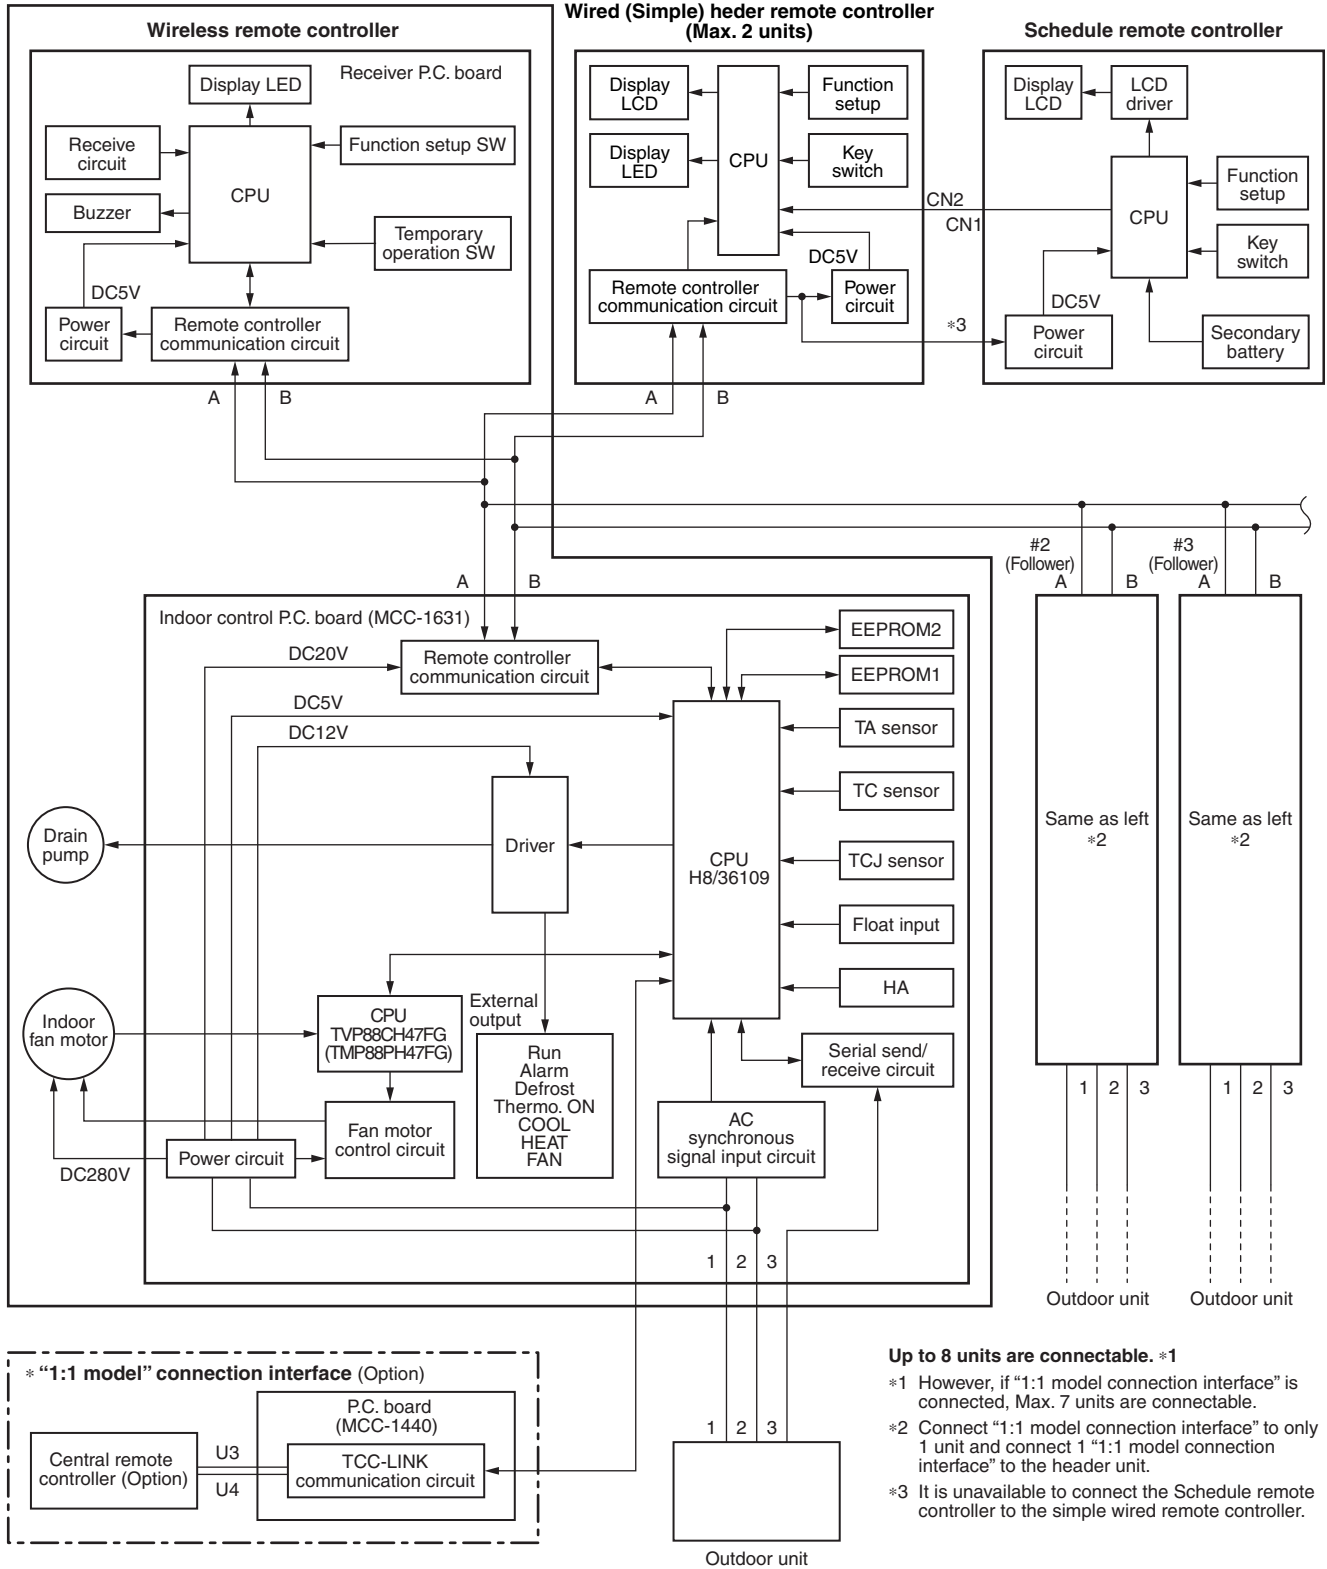 Wireless remote controller
Wired (Simple) heder remote controller
(Max. 2 units)
Schedule remote controller
Receiver P.C. board
Display LED
Receive
circuit
Function setup SW
CPU
Buzzer
Temporary
operation SW
DC5V
Power
circuit
Remote controller
communication circuit
A
B
Display
LCD
Function
setup
Display
LED
CPU
Key
switch
CN2
CN1
DC5V
Remote controller
communication circuit
Power
circuit
*3
A
B
Display
LCD
LCD
driver
Function
setup
CPU
Key
switch
DC5V
Power
circuit
Secondary
battery
#2
(Follower)
A
B
#3
(Follower)
A
B
A
B
Indoor control P.C. board (MCC-1631)
EEPROM2
DC20V
Remote controller
communication circuit
EEPROM1
DC5V
DC12V
TA sensor
TC sensor
Drain
pump
Driver
CPU
H8/36109
TCJ sensor
Same as left
*2
Same as left
*2
Float input
HA
Indoor
fan motor
CPU
TVP88CH47FG
(TMP88PH47FG)
External
output
Run
Alarm
Defrost
Thermo. ON
COOL
HEAT
FAN
Serial send/
receive circuit
Fan motor
control circuit
AC
synchronous
signal input circuit
Power circuit
DC280V
1
2
3
1
2
3
1
2
3
Outdoor unit
Outdoor unit
* “1:1 model” connection interface (Option)
P.C. board
(MCC-1440)
Central remote
controller (Option)
U3
U4
TCC-LINK
communication circuit
1
2
3
Outdoor unit
Up to 8 units are connectable. *1
*1 However, if “1:1 model connection interface” is
connected, Max. 7 units are connectable.
*2 Connect “1:1 model connection interface” to only
1 unit and connect 1 “1:1 model connection
interface” to the header unit.
*3 It is unavailable to connect the Schedule remote
controller to the simple wired remote controller.